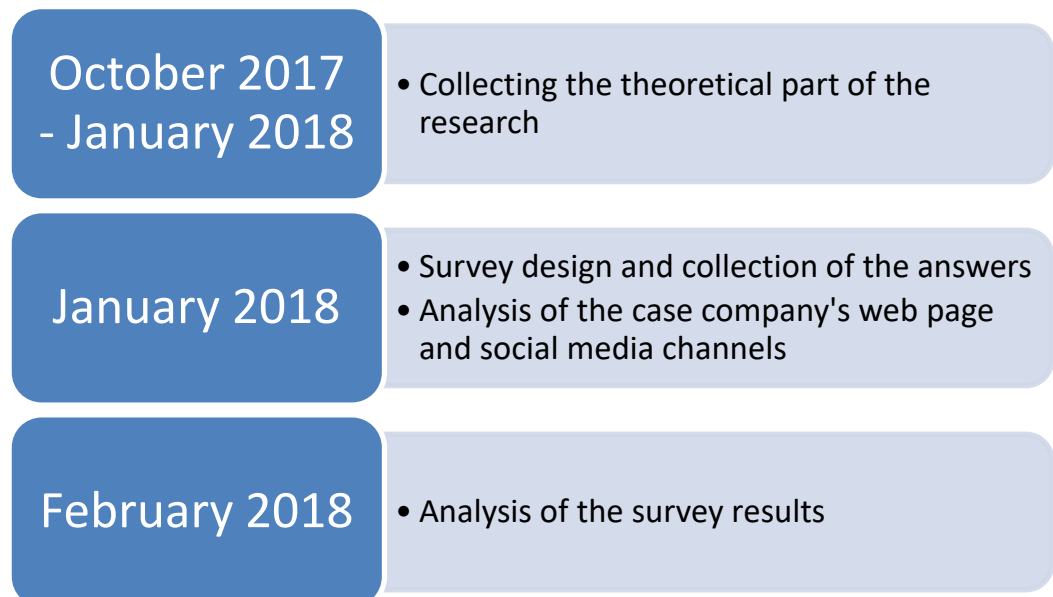 October 2017
- January 2018
• Collecting the theoretical part of the
research
January 2018
• Survey design and collection of the answers
• Analysis of the case company's web page
and social media channels
February 2018
• Analysis of the survey results